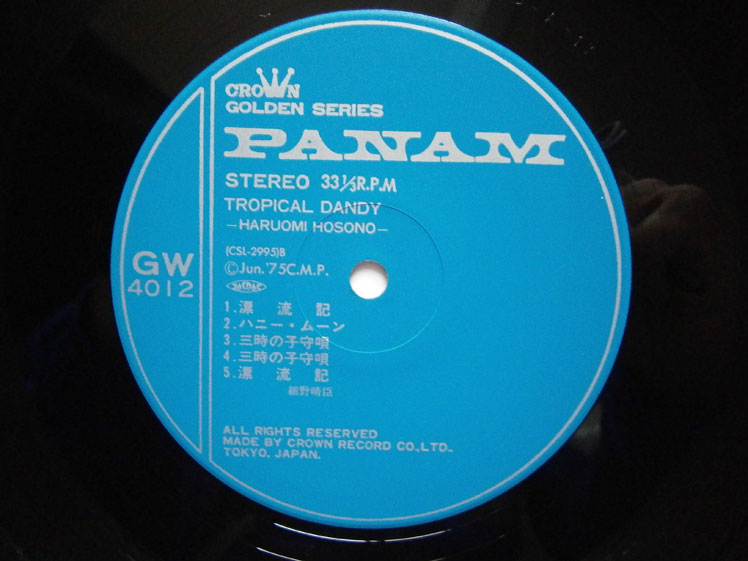 CROWN
GOLDEN SERIES
PANAM
STEREO 33⅓R.P.M
TROPICAL DANDY
—HARUOMI HOSONO—
(CSL-2995)B
©Jun.'75C.M.P.
GW
4012
1.漂流記
2.ハニー・ムーン
3.三時の子守唄
4.三時の子守唄
5.漂流記
細野晴臣
ALL RIGHTS RESERVED
MADE BY CROWN RECORD CO.,LTD.,
TOKYO, JAPAN.